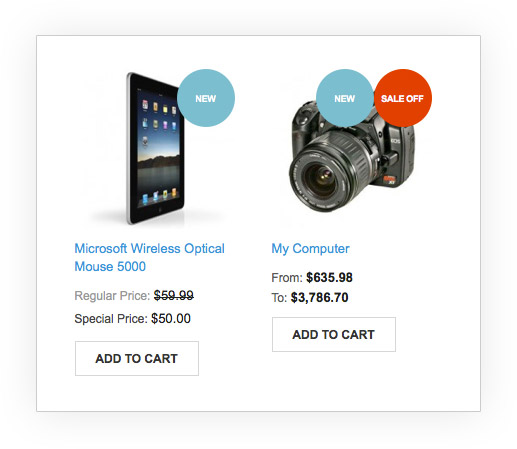 NEW
NEW
SALE OFF
EOS
Microsoft Wireless Optical
Mouse 5000
Regular Price: $59.99
Special Price: $50.00
ADD TO CART
My Computer
From: $635.98
To: $3,786.70
ADD TO CART